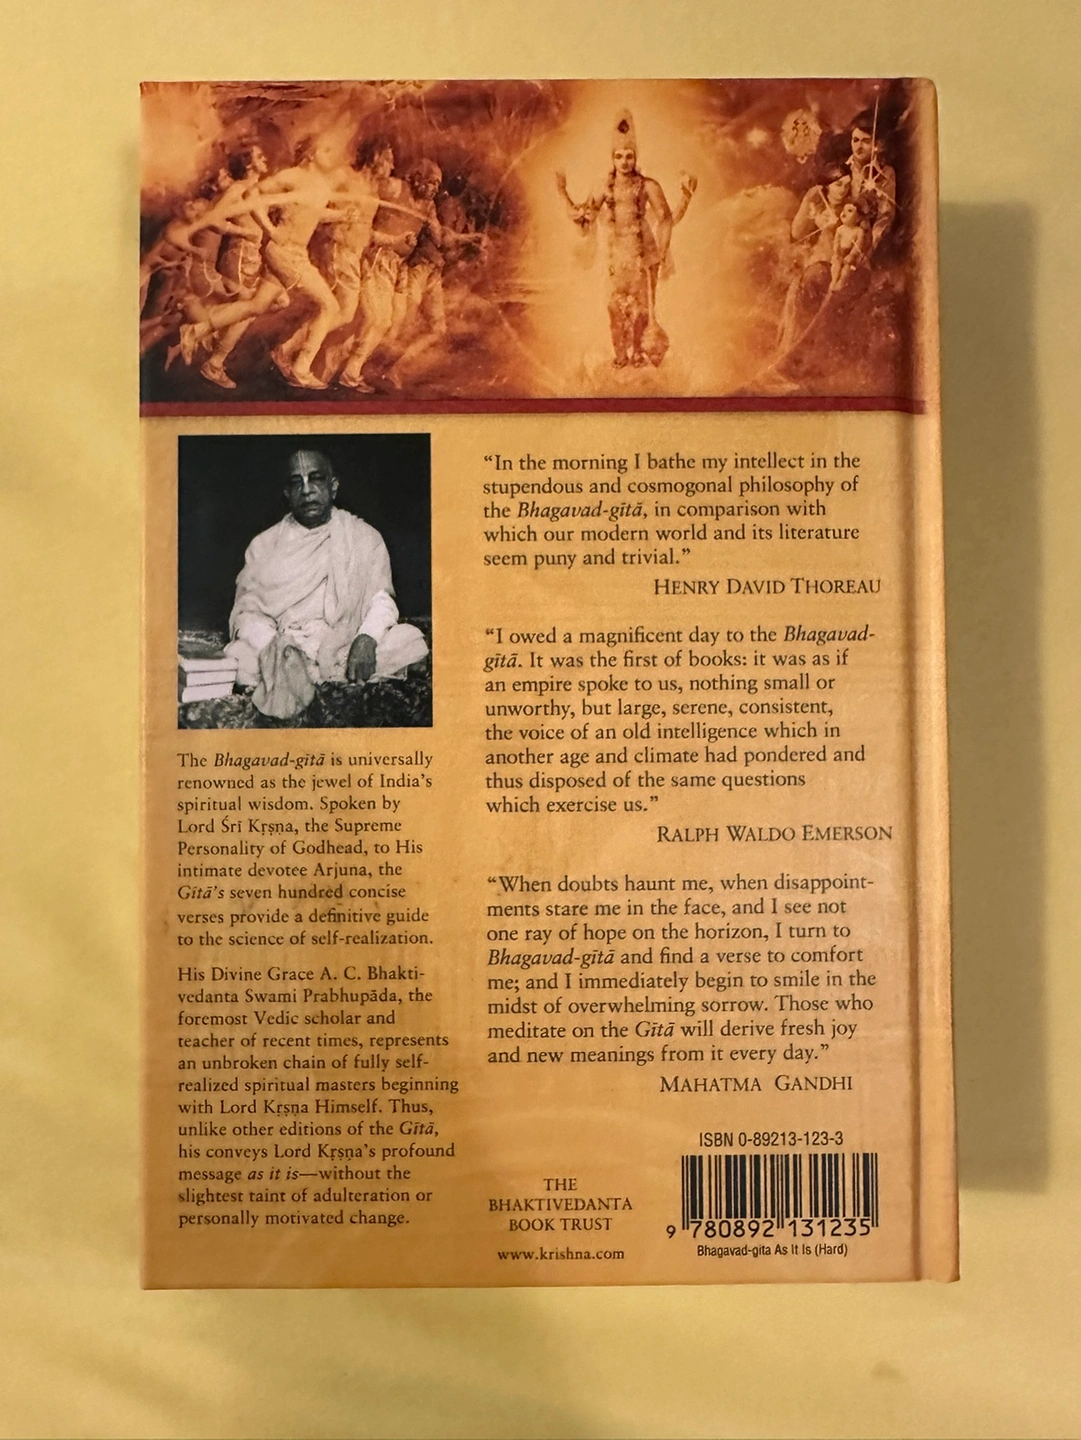 The Bhagavad-gītā is universally
renowned as the jewel of India's
spiritual wisdom. Spoken by
Lord Śrī Kṛṣṇa, the Supreme
Personality of Godhead, to His
intimate devotee Arjuna, the
Gītā's seven hundred concise
verses provide a definitive guide
to the science of self-realization.
His Divine Grace A. C. Bhakti-
vedanta Swami Prabhupāda, the
foremost Vedic scholar and
teacher of recent times, represents
an unbroken chain of fully self-
realized spiritual masters beginning
with Lord Kṛṣṇa Himself. Thus,
unlike other editions of the Gītā,
his conveys Lord Kṛṣṇa's profound
message as it is—without the
slightest taint of adulteration or
personally motivated change.
“In the morning I bathe my intellect in the
stupendous and cosmogonal philosophy of
the Bhagavad-gītā, in comparison with
which our modern world and its literature
seem puny and trivial.”
HENRY DAVID THOREAU
“I owed a magnificent day to the Bhagavad-
gītā. It was the first of books: it was as if
an empire spoke to us, nothing small or
unworthy, but large, serene, consistent,
the voice of an old intelligence which in
another age and climate had pondered and
thus disposed of the same questions
which exercise us.”
RALPH WALDO EMERSON
“When doubts haunt me, when disappoint-
ments stare me in the face, and I see not
one ray of hope on the horizon, I turn to
Bhagavad-gītā and find a verse to comfort
me; and I immediately begin to smile in the
midst of overwhelming sorrow. Those who
meditate on the Gītā will derive fresh joy
and new meanings from it every day.”
MAHATMA GANDHI
THE
BHAKTIVEDANTA
BOOK TRUST
www.krishna.com
ISBN 0-89213-123-3
9 780892 131235
Bhagavad-gita As It Is (Hard)